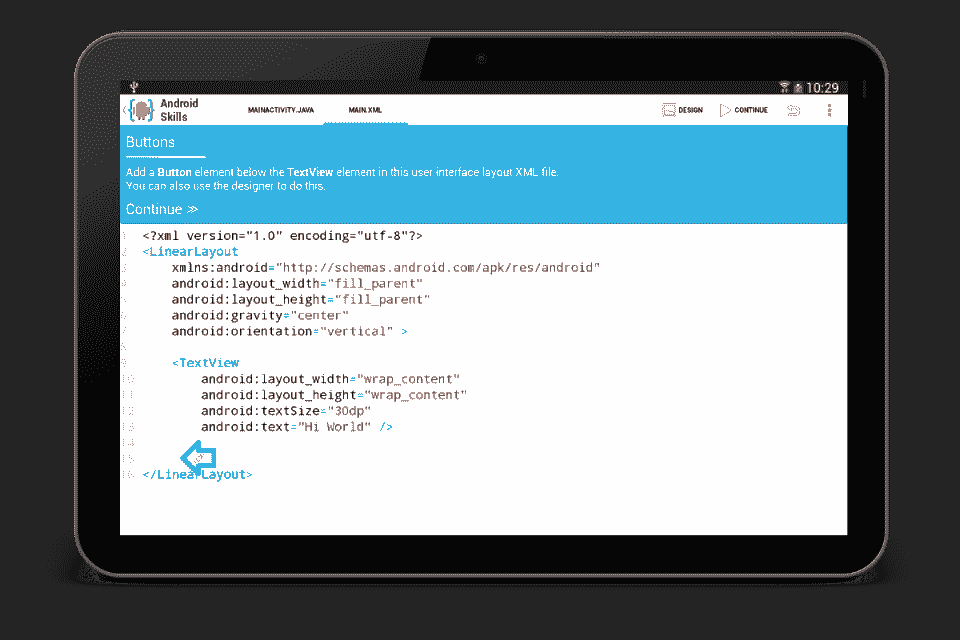 10:29
Android
Skills
MAINACTIVITY.JAVA
MAIN.XML
DESIGN
CONTINUE
Buttons
Add a Button element below the TextView element in this user interface layout XML file.
You can also use the designer to do this.
Continue ≫
1 <?xml version="1.0" encoding="utf-8"?>
2 <LinearLayout
3 xmlns:android="http://schemas.android.com/apk/res/android"
4 android:layout_width="fill_parent"
5 android:layout_height="fill_parent"
6 android:gravity="center"
7 android:orientation="vertical" >
8
9 <TextView
10 android:layout_width="wrap_content"
11 android:layout_height="wrap_content"
12 android:textSize="30dp"
13 android:text="Hi World" />
14
15
16 </LinearLayout>